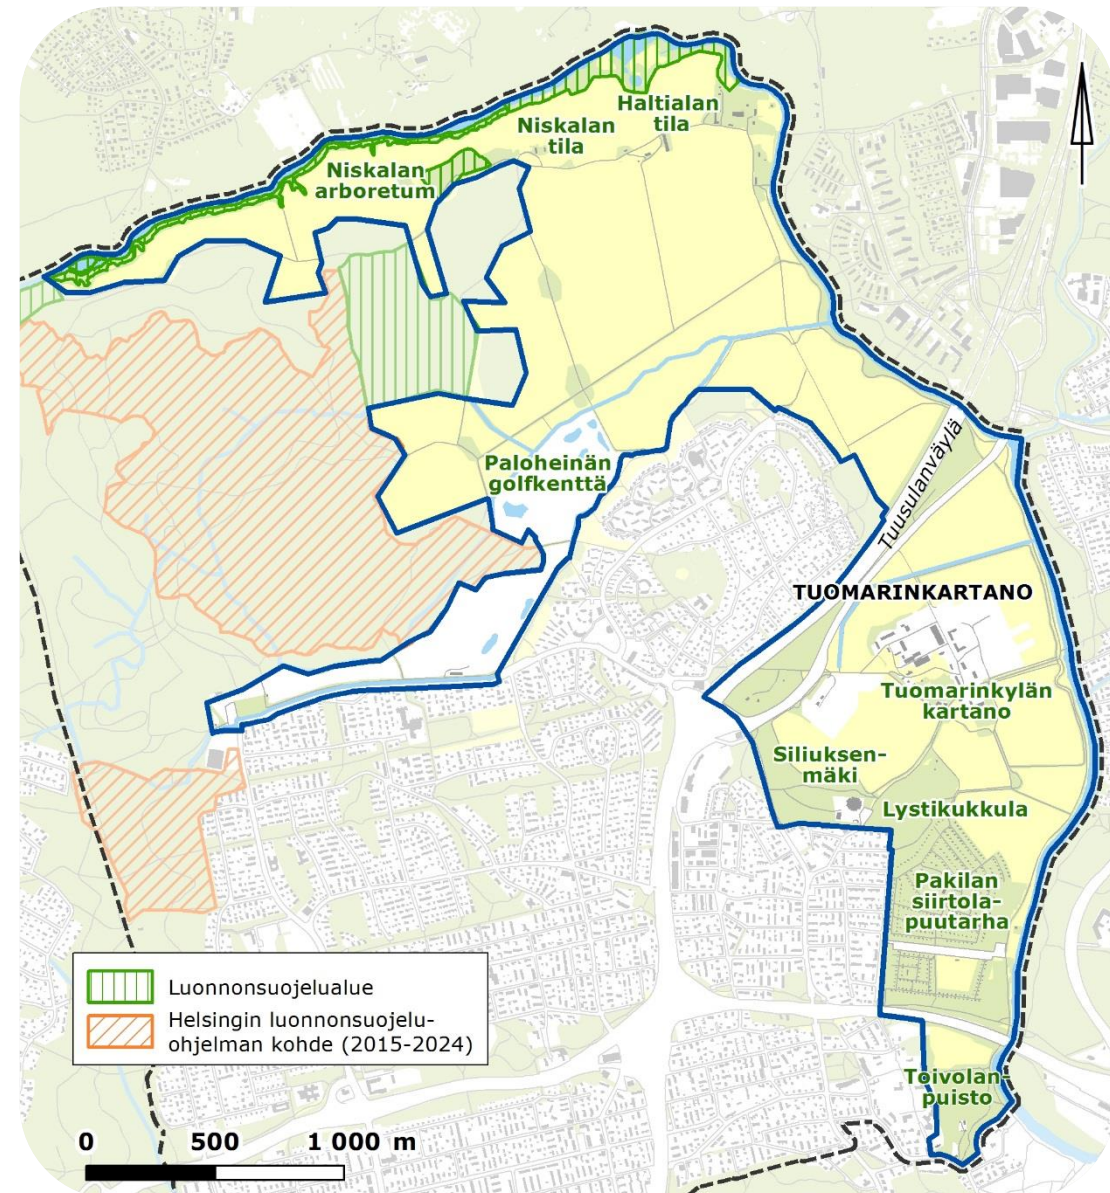 Haltialan
tila
Niskalan
tila
Niskalan
arboretum
Paloheinän
golfkenttä
Tuusulanväylä
TUOMARINKARTANO
Tuomarinkylän
kartano
Siliuksen-
mäki
Lystikukkula
Pakilan
siirtola-
puutarha
Toivolan-
puisto
Luonnonsuojelualue
Helsingin luonnonsuojelu-
ohjelman kohde (2015-2024)
0 500 1 000 m